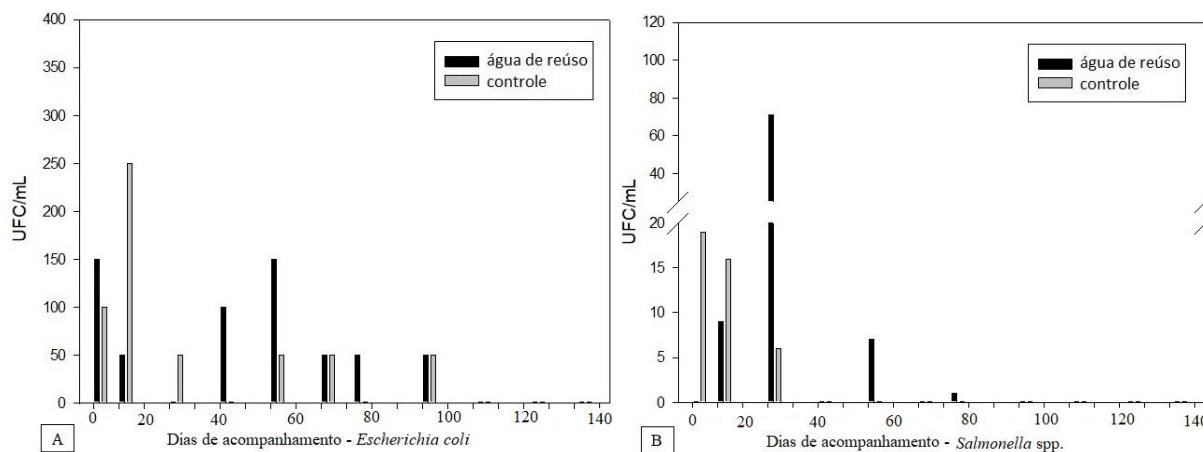 400
350
300
250
200
150
100
50
0
UFC/mL
água de reúso
controle
0 20 40 60 80 100 120 140
A
Dias de acompanhamento - Escherichia coli
120
100
80
60
40
20
15
10
5
0
UFC/mL
água de reúso
controle
0 20 40 60 80 100 120 140
B
Dias de acompanhamento - Salmonella spp.